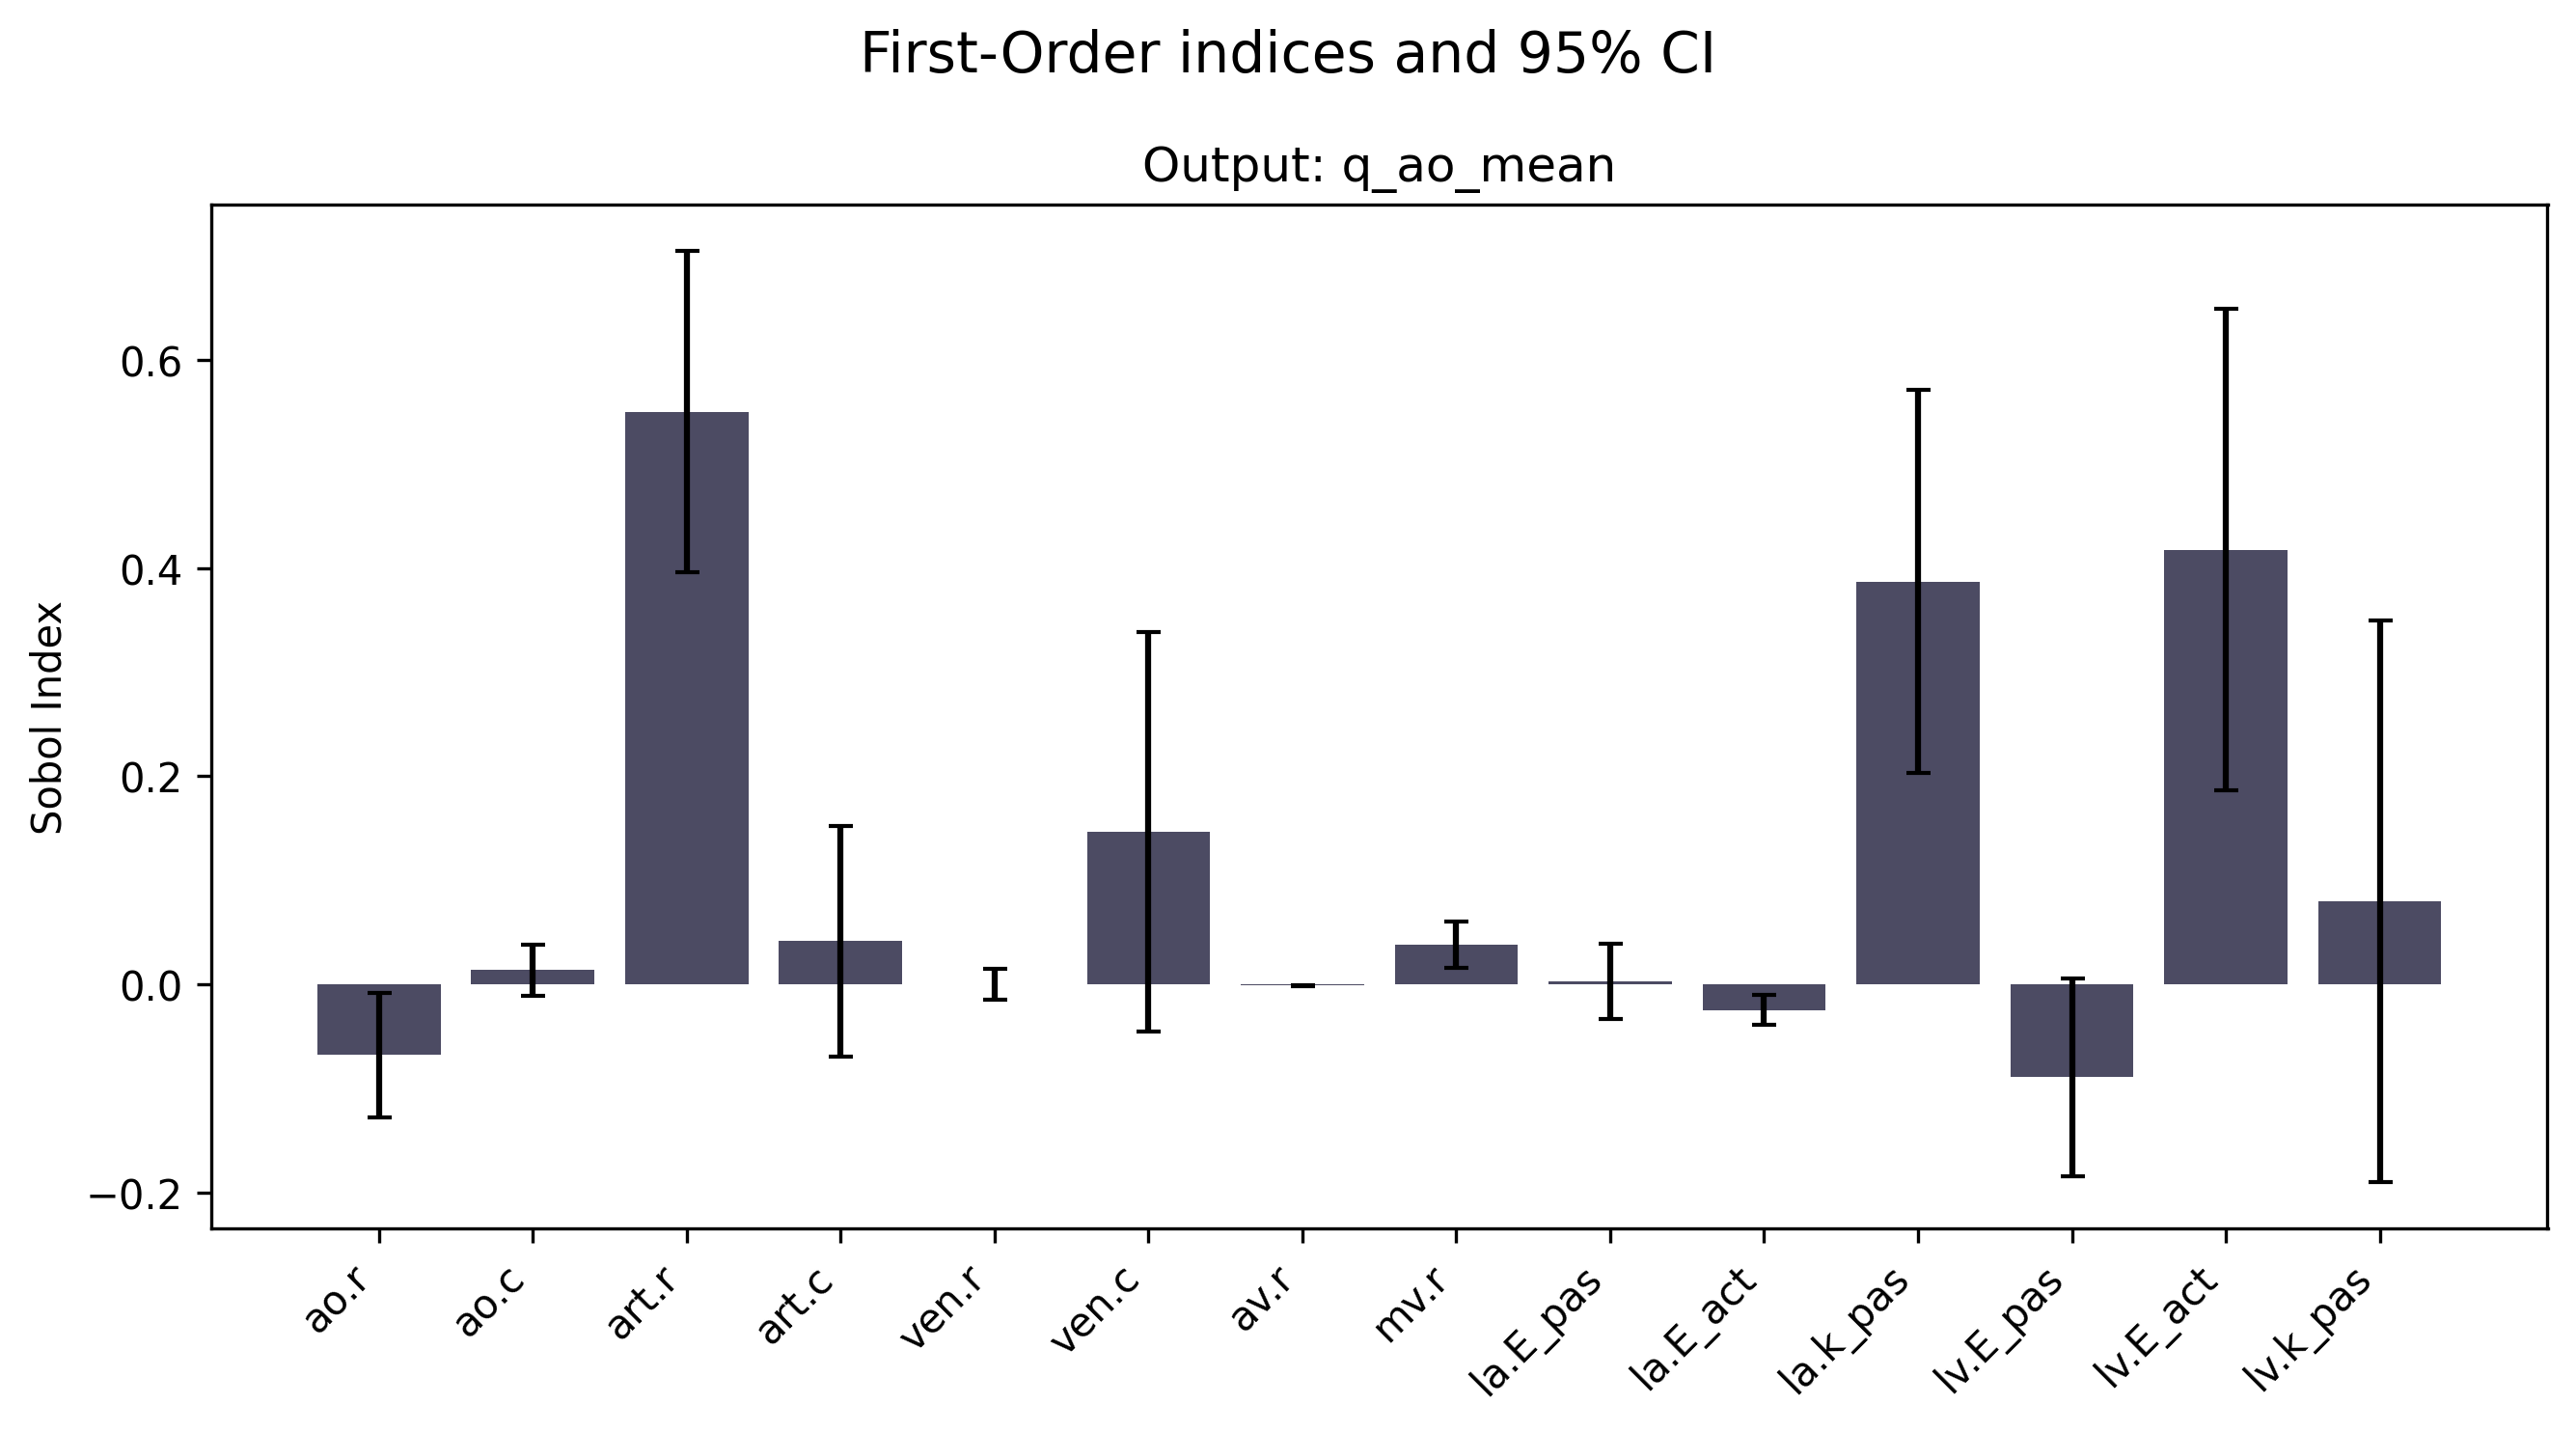 First-Order indices and 95% CI
Output: q_ao_mean
Sobol Index
0.6
0.4
0.2
0.0
−0.2
ao.r
ao.c
art.r
art.c
ven.r
ven.c
av.r
mv.r
la.E_pas
la.E_act
la.k_pas
lv.E_pas
lv.E_act
lv.k_pas